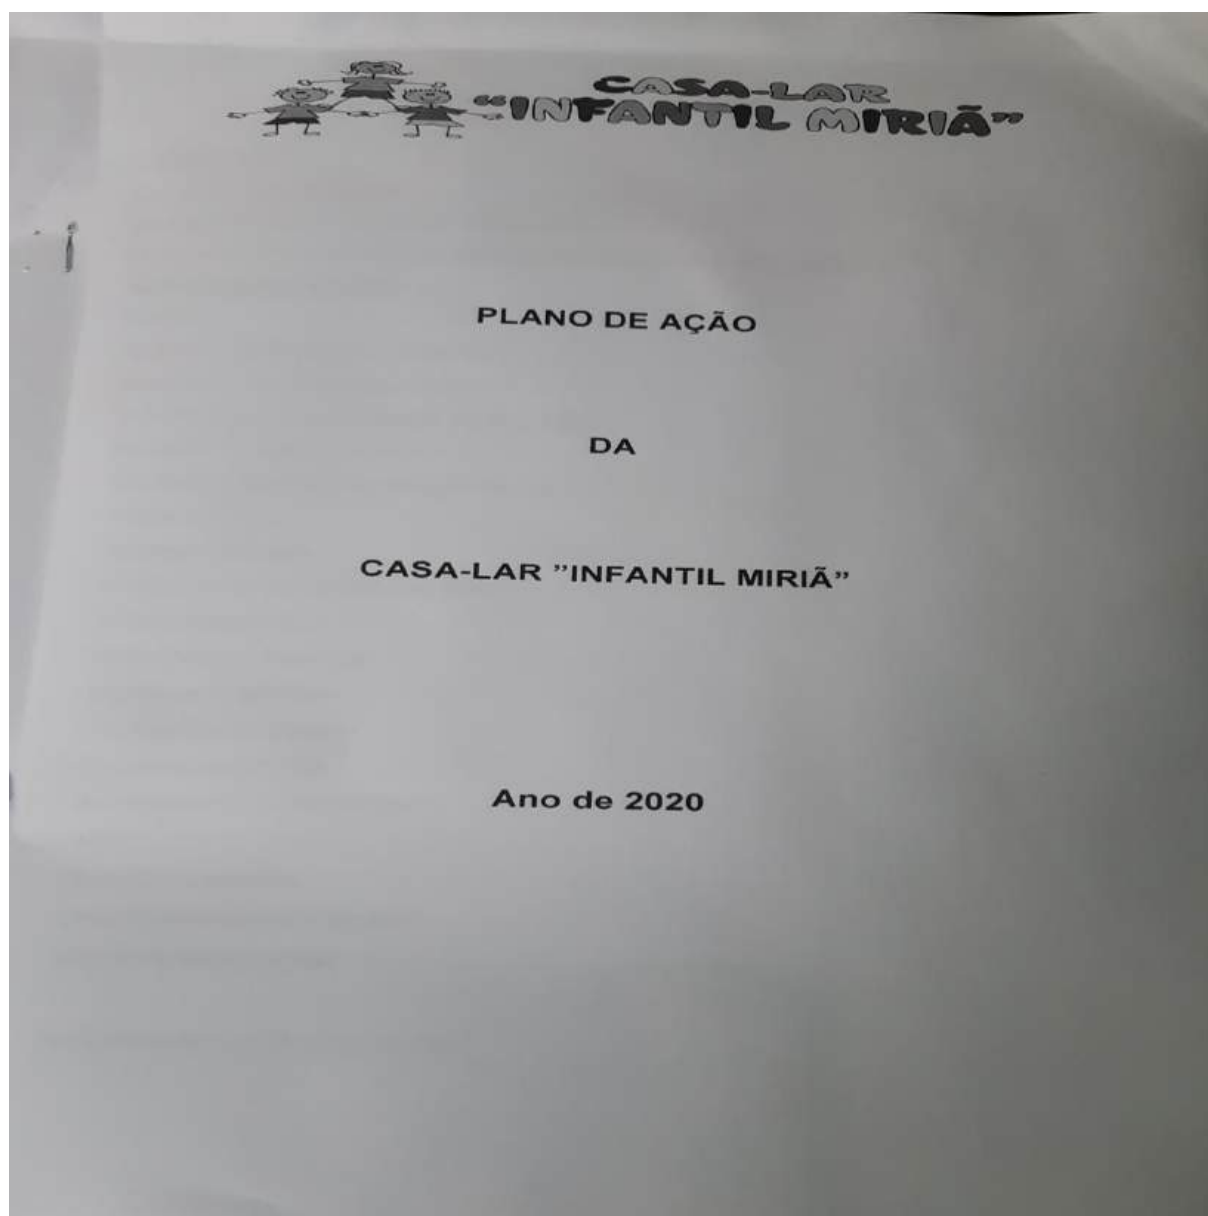 CASA-LAR
“INFANTIL MIRIÃ”
PLANO DE AÇÃO
DA
CASA-LAR ”INFANTIL MIRIÃ”
Ano de 2020